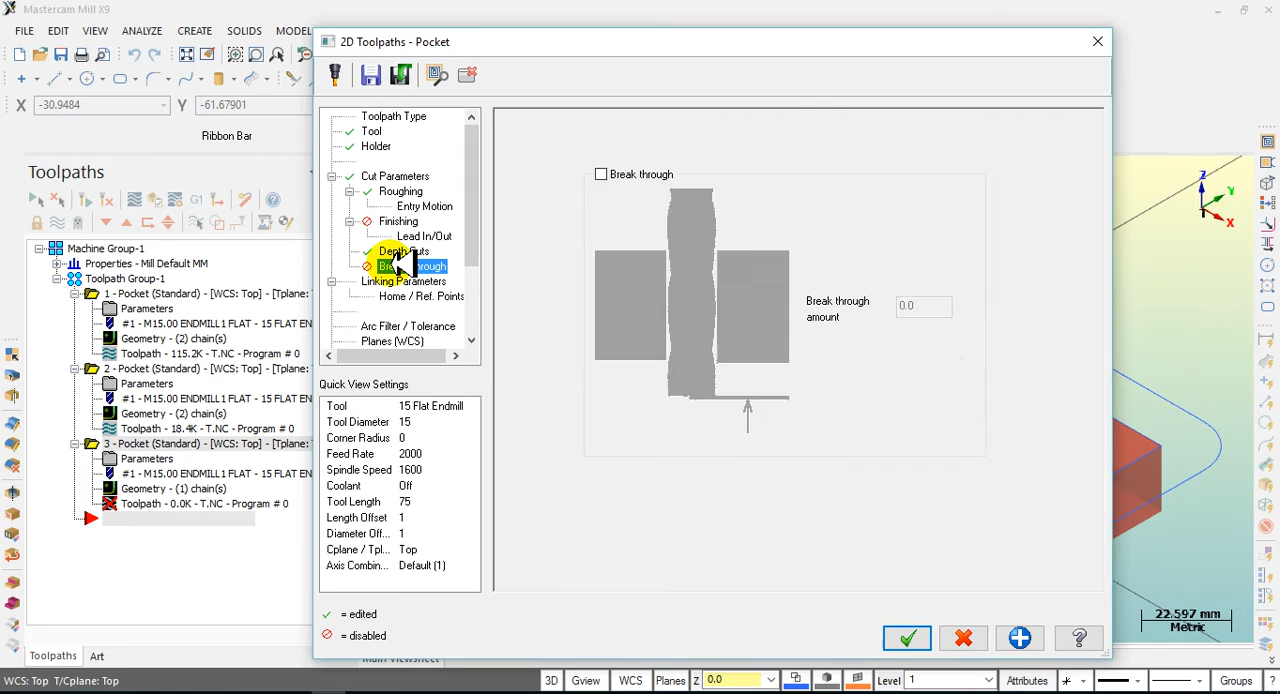 Mastercam Mill X9
FILE EDIT VIEW ANALYZE CREATE SOLIDS MODEL
X -30.9484 Y -61.67901
Ribbon Bar
Toolpaths
G1
Machine Group-1
Properties - Mill Default MM
Toolpath Group-1
1 - Pocket (Standard) - [WCS: Top] - [Tplane:
Parameters
#1 - M15.00 ENDMILL1 FLAT - 15 FLAT EN
Geometry - (2) chain(s)
Toolpath - 115.2K - T.NC - Program # 0
2 - Pocket (Standard) - [WCS: Top] - [Tplane:
Parameters
#1 - M15.00 ENDMILL1 FLAT - 15 FLAT EN
Geometry - (2) chain(s)
Toolpath - 18.4K - T.NC - Program # 0
3 - Pocket (Standard) - [WCS: Top] - [Tplane:
Parameters
#1 - M15.00 ENDMILL1 FLAT - 15 FLAT EN
Geometry - (1) chain(s)
Toolpath - 0.0K - T.NC - Program # 0
Toolpaths Art
2D Toolpaths - Pocket
Toolpath Type
Tool
Holder
Cut Parameters
Roughing
Entry Motion
Finishing
Lead In/Out
Depth Cuts
Break through
Linking Parameters
Home / Ref. Points
Arc Filter / Tolerance
Planes (WCS)
Quick View Settings
Tool 15 Flat Endmill
Tool Diameter 15
Corner Radius 0
Feed Rate 2000
Spindle Speed 1600
Coolant Off
Tool Length 75
Length Offset 1
Diameter Off... 1
Cplane / Tpl... Top
Axis Combin... Default (1)
= edited
= disabled
Break through
Break through
amount
0.0
Z
Y
X
22.597 mm
Metric
Main Viewsheet
WCS: Top T/Cplane: Top
3D Gview WCS Planes Z 0.0 Level 1 Attributes Groups ?